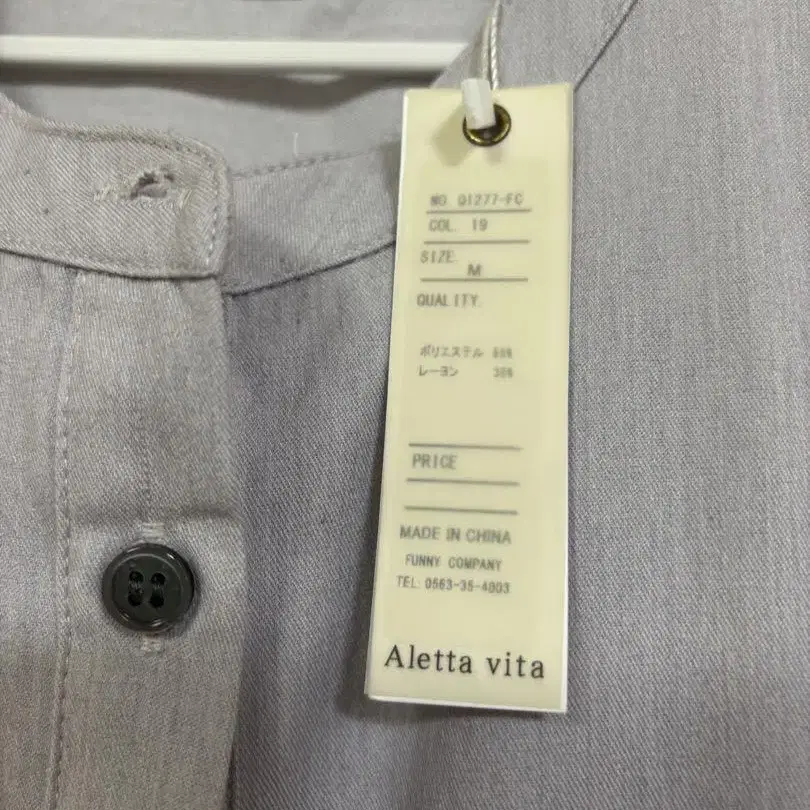 NO. Q1277-FC
COL. 19
SIZE.
M
QUALITY.
ポリエステル
レーヨン
PRICE
MADE IN CHINA
FUNNY COMPANY
TEL: 0563-35-4003
Aletta vita